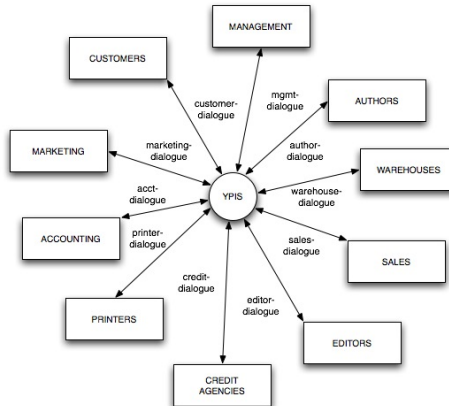 MANAGEMENT
CUSTOMERS
mgmt-
dialogue
customer-
dialogue
AUTHORS
MARKETING
marketing-
dialogue
author-
dialogue
WAREHOUSES
acct-
dialogue
YPIS
warehouse-
dialogue
ACCOUNTING
printer-
dialogue
sales-
dialogue
SALES
credit-
dialogue
editor-
dialogue
PRINTERS
EDITORS
CREDIT
AGENCIES